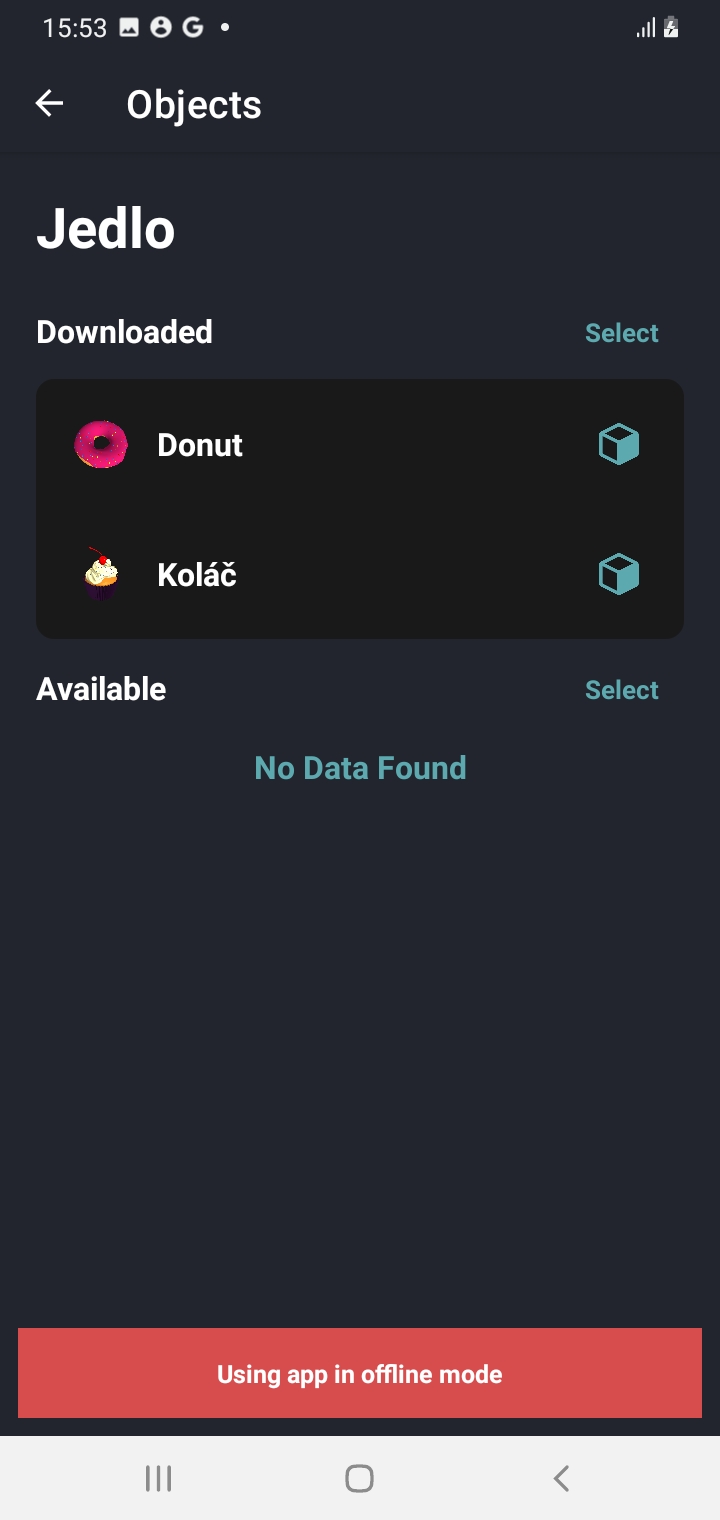 15:53
Objects
Jedlo
Downloaded Select
Donut
Koláč
Available Select
No Data Found
Using app in offline mode